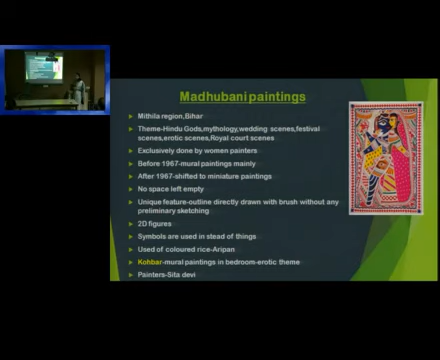 Madhubani paintings
Mithila region,Bihar
Theme-Hindu Gods,mythology,wedding scenes,festival
scenes,erotic scenes,Royal court scenes
Exclusively done by women painters
Before 1967-mural paintings mainly
After 1967-shifted to miniature paintings
No space left empty
Unique feature-outline directly drawn with brush without any
preliminary sketching
2D figures
Symbols are used in stead of things
Used of coloured rice-Aripan
Kohbar-mural paintings in bedroom-erotic theme
Painters-Sita devi